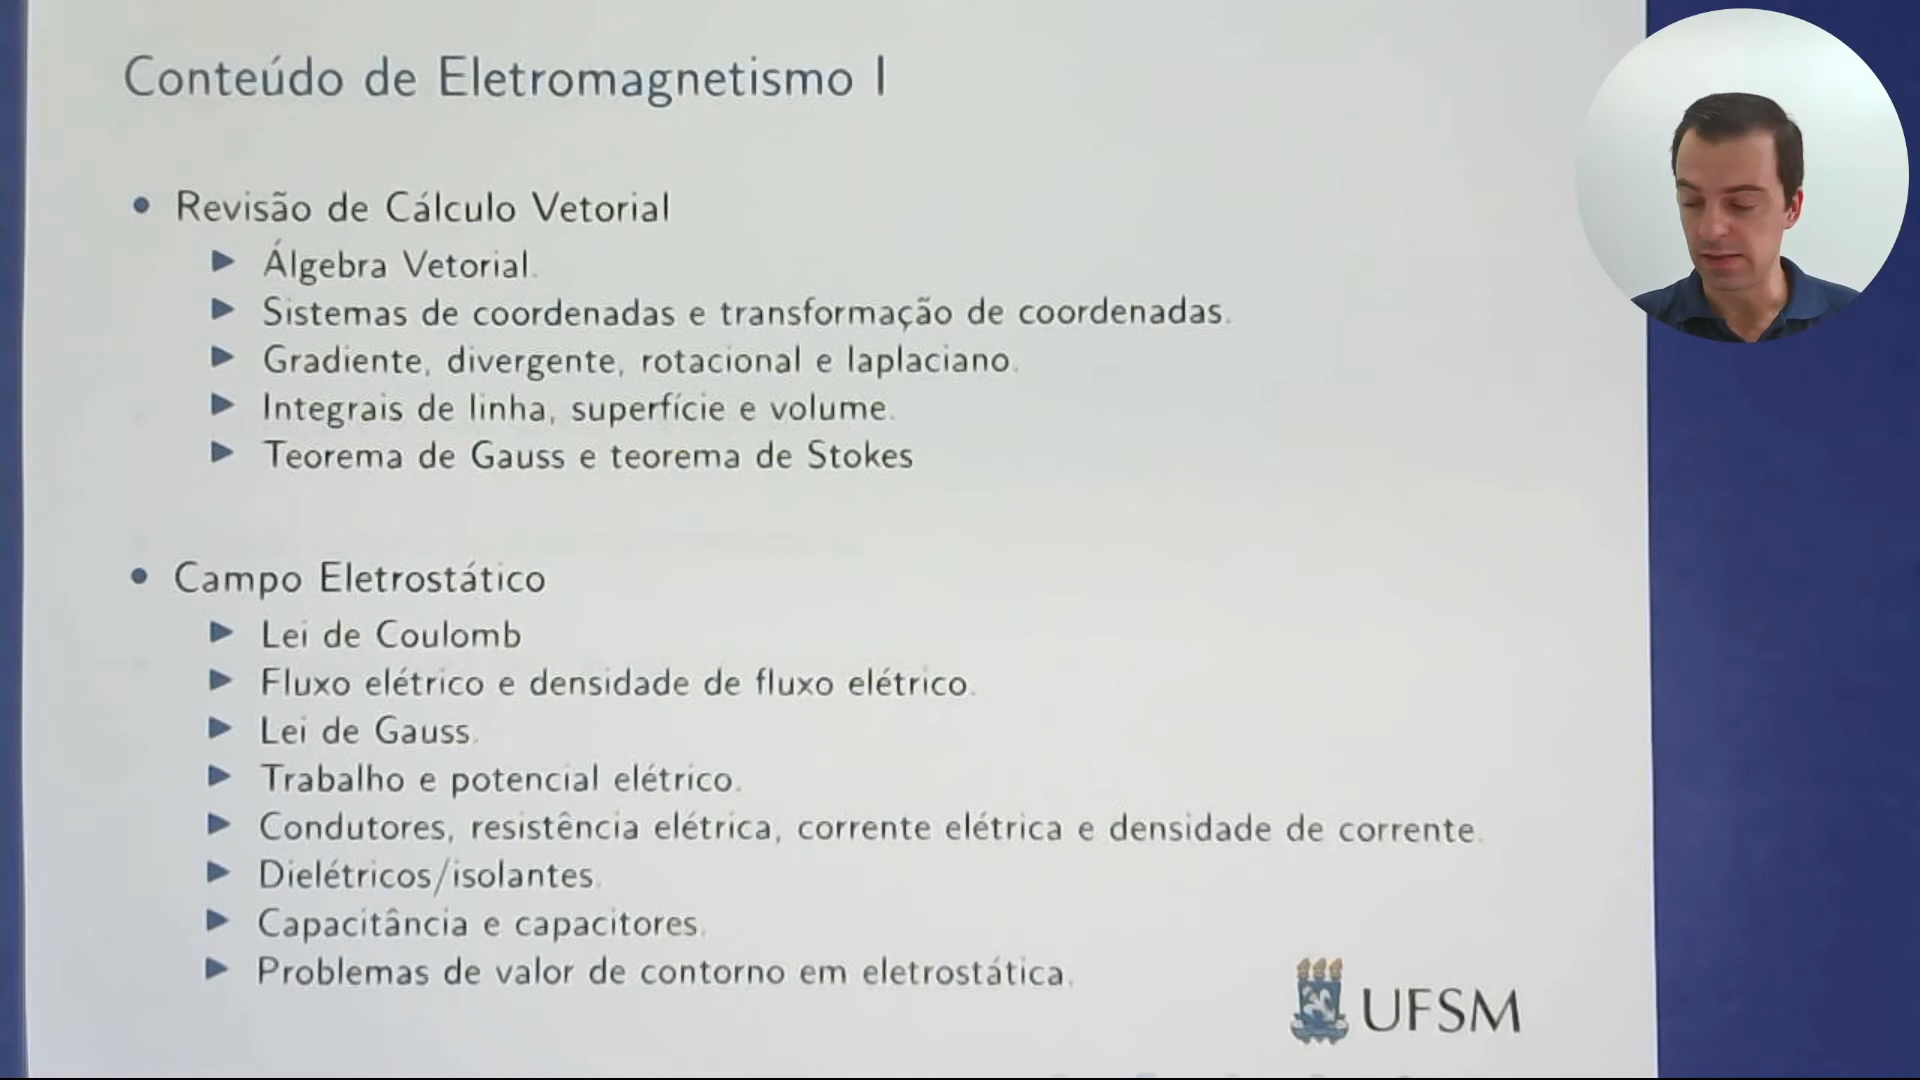 Conteúdo de Eletromagnetismo I
• Revisão de Cálculo Vetorial
Álgebra Vetorial.
Sistemas de coordenadas e transformação de coordenadas.
Gradiente, divergente, rotacional e laplaciano.
Integrais de linha, superfície e volume.
Teorema de Gauss e teorema de Stokes
• Campo Eletrostático
Lei de Coulomb
Fluxo elétrico e densidade de fluxo elétrico.
Lei de Gauss.
Trabalho e potencial elétrico.
Condutores, resistência elétrica, corrente elétrica e densidade de corrente.
Dielétricos/isolantes.
Capacitância e capacitores.
Problemas de valor de contorno em eletrostática.
UFSM